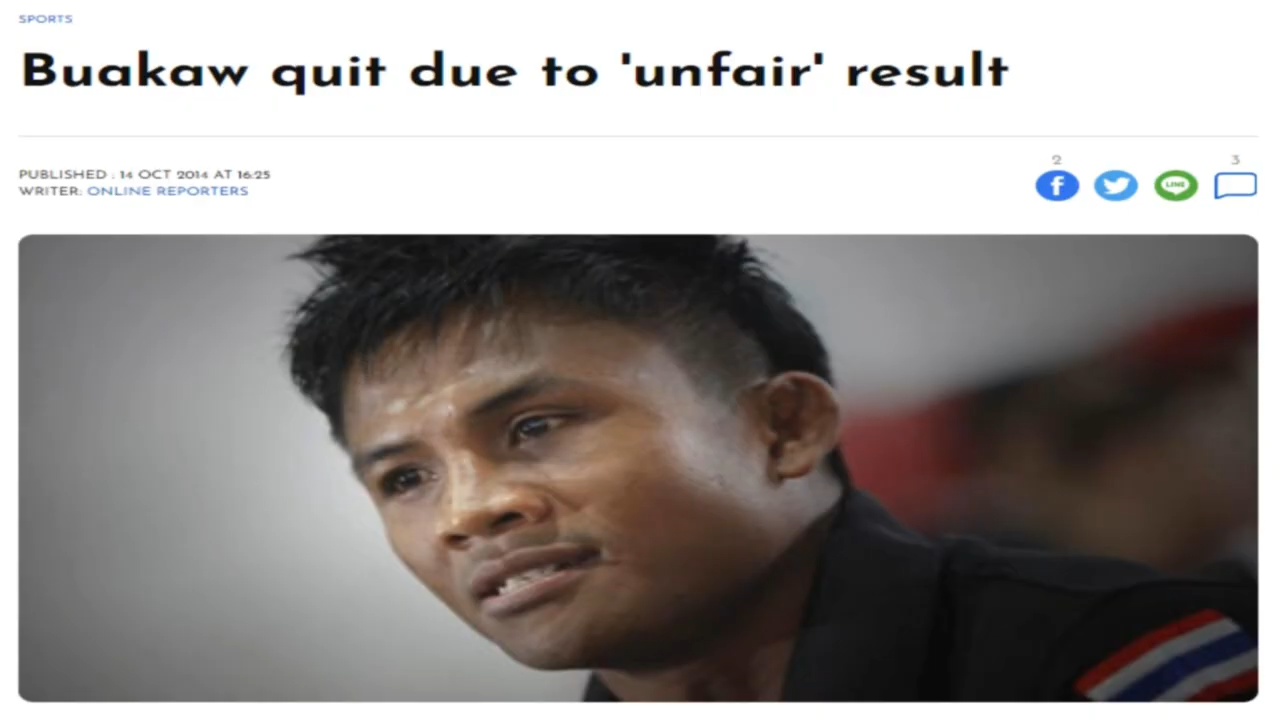 SPORTS
Buakaw quit due to 'unfair' result
PUBLISHED : 14 OCT 2014 AT 16:25
WRITER: ONLINE REPORTERS
2
3
f
LINE